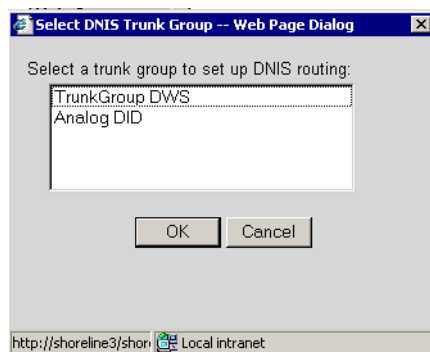 Select DNIS Trunk Group -- Web Page Dialog
Select a trunk group to set up DNIS routing:
TrunkGroup DWS
Analog DID
OK
Cancel
http://shoreline3/shor
Local intranet